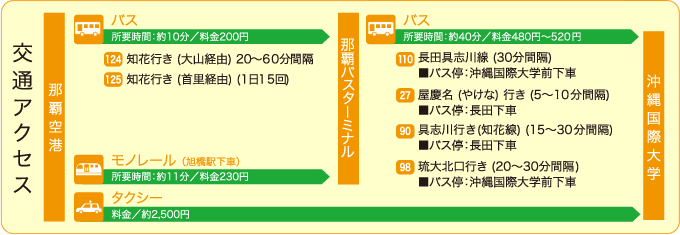 交通アクセス
那覇空港
バス
所要時間：約10分／料金200円
124 知花行き (大山経由) 20〜60分間隔
125 知花行き (首里経由) (1日15回)
モノレール (旭橋駅下車)
所要時間：約11分／料金230円
タクシー
料金／約2,500円
那覇バスターミナル
バス
所要時間：約40分／料金480円〜520円
110 長田具志川線 (30分間隔)
■バス停：沖縄国際大学前下車
27 屋慶名 (やけな) 行き (5〜10分間隔)
■バス停：長田下車
90 具志川行き(知花線) (15〜30分間隔)
■バス停：長田下車
98 琉大北口行き (20〜30分間隔)
■バス停：沖縄国際大学前下車
沖縄国際大学